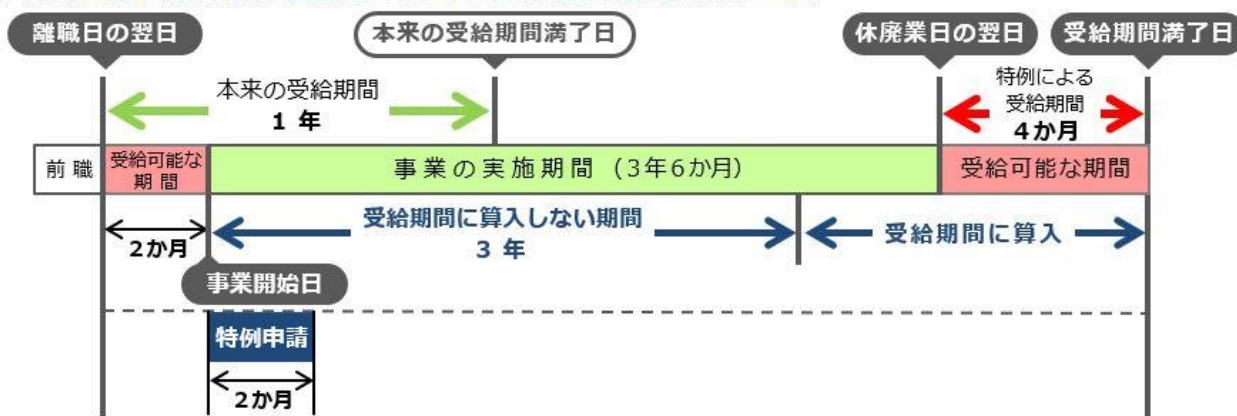 離職日の翌日
本来の受給期間満了日
休廃業日の翌日
受給期間満了日
本来の受給期間
1 年
特例による
受給期間
4か月
前 職
受給可能な
期 間
事業の実施期間 (3年6か月)
受給可能な期間
2か月
受給期間に算入しない期間
3 年
受給期間に算入
事業開始日
特例申請
2か月